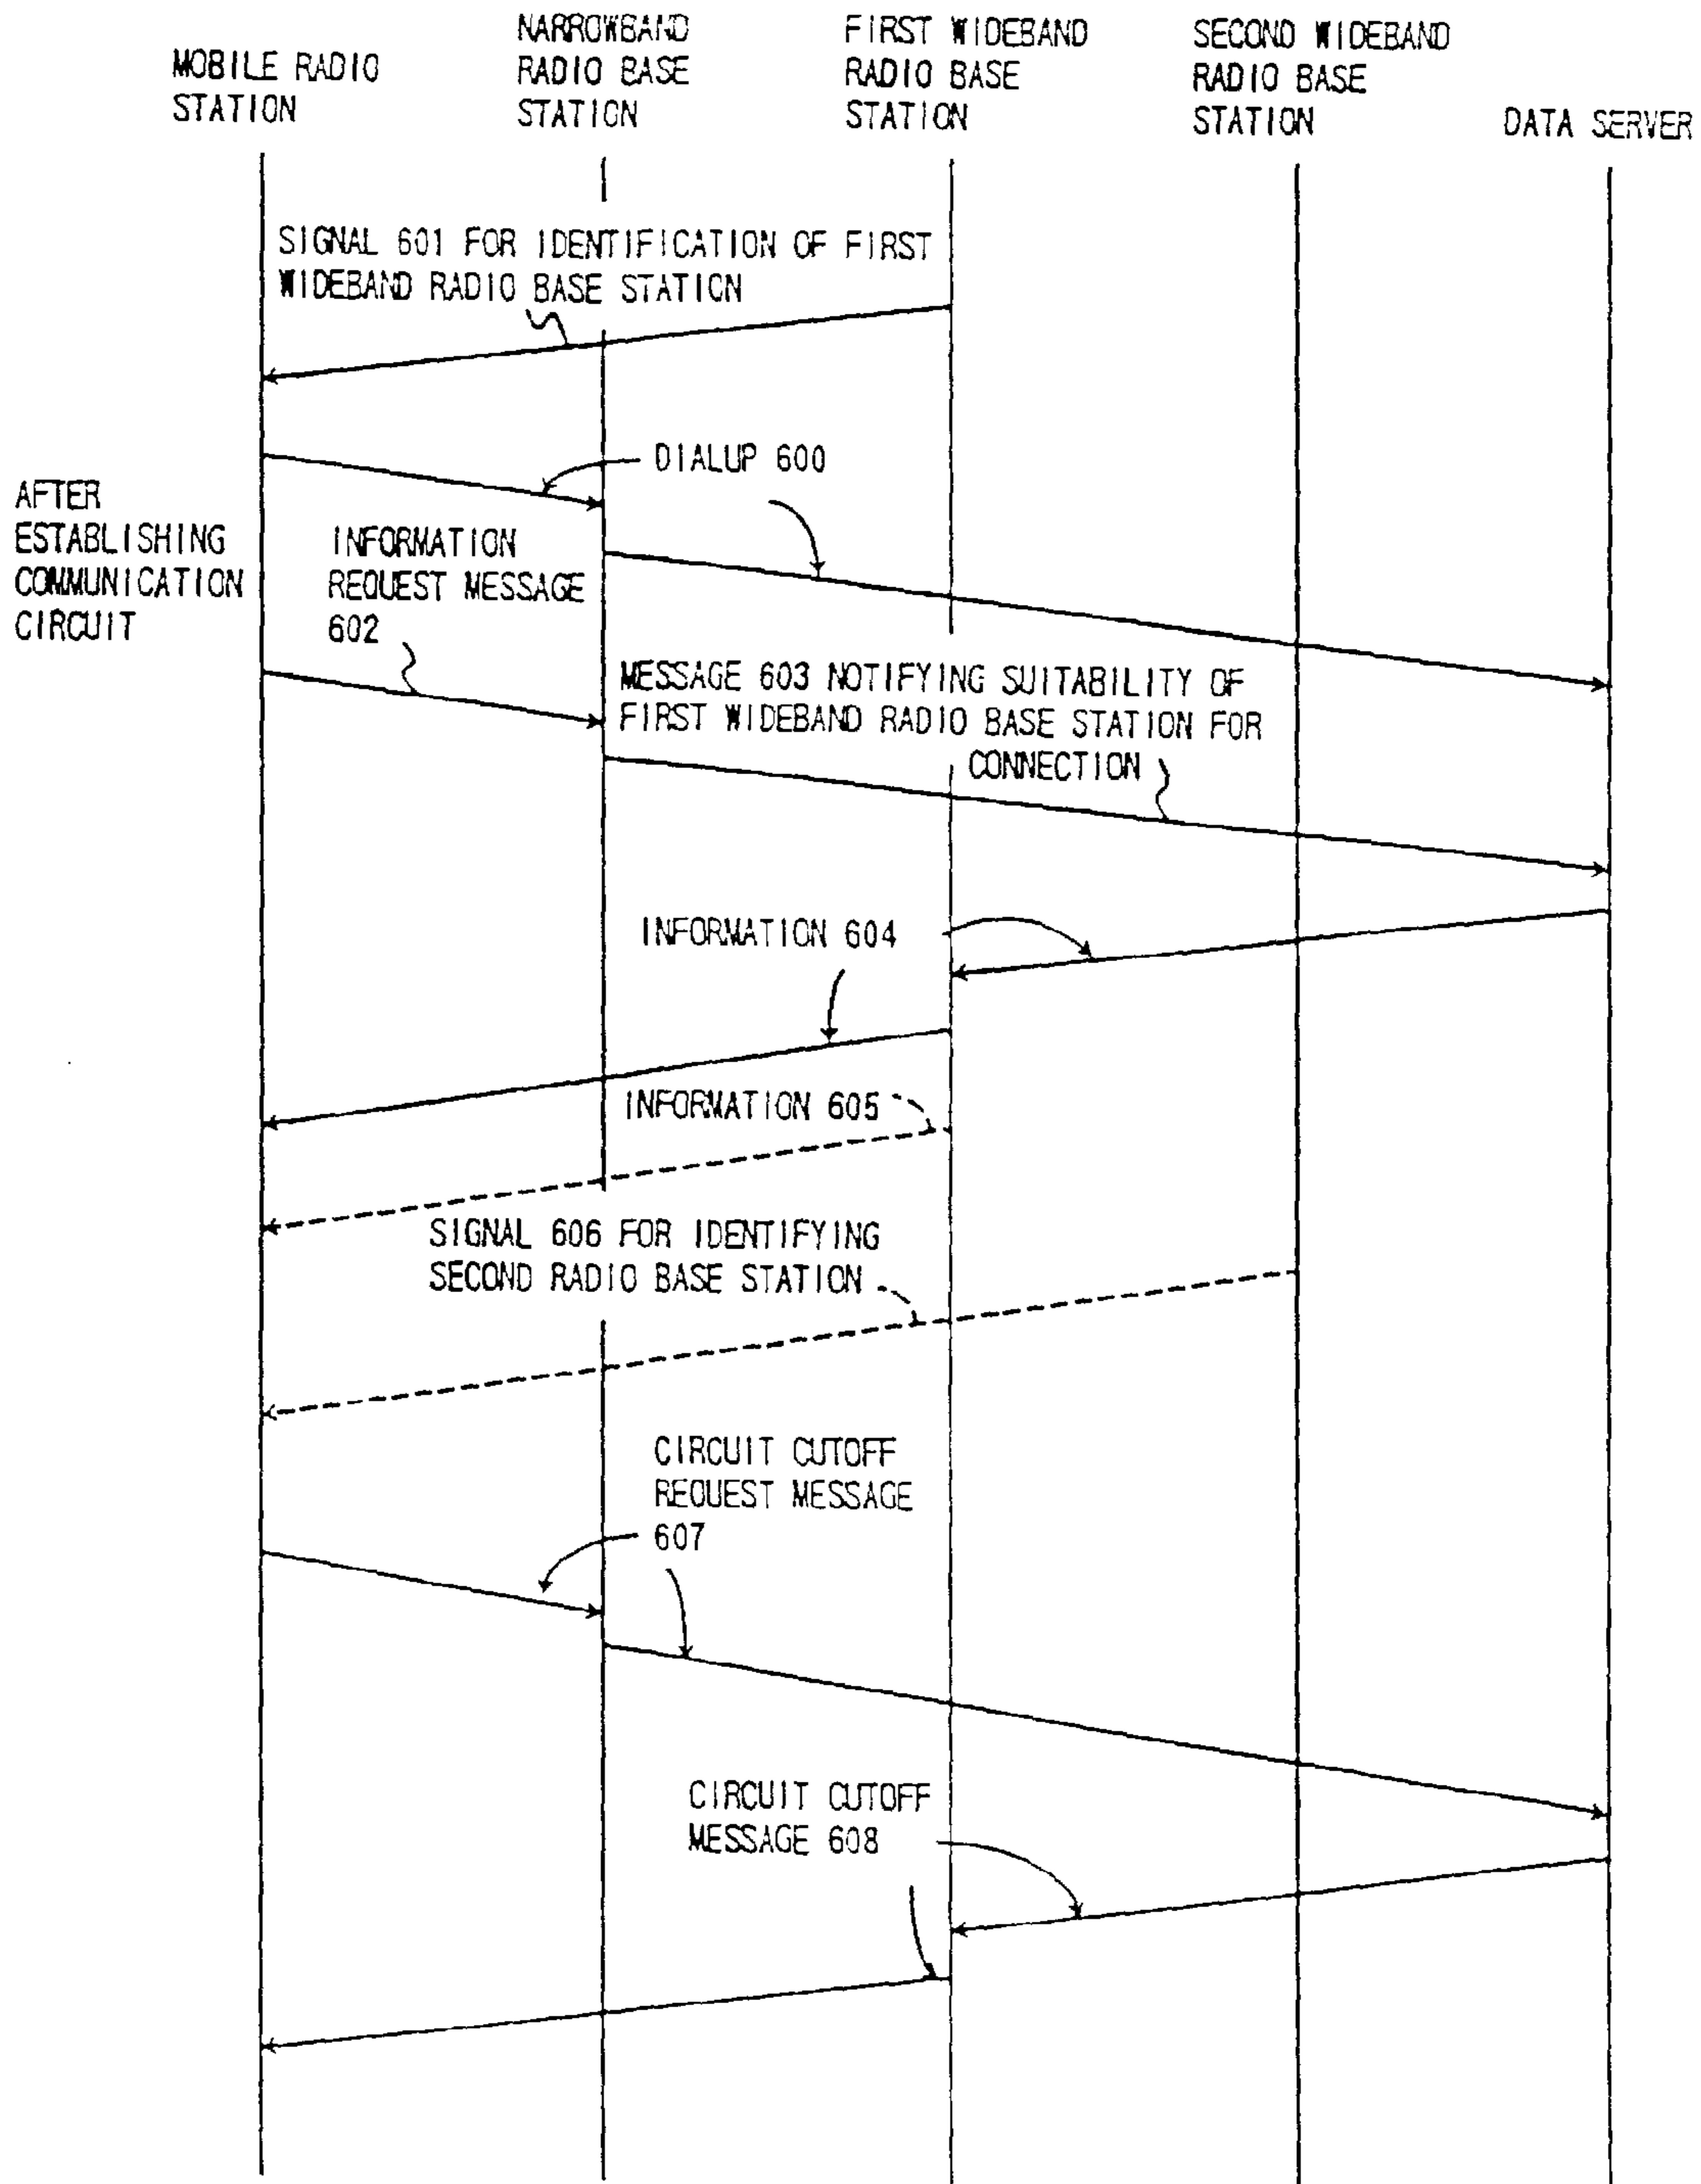 MOBILE RADIO
STATION
NARROWBAND
RADIO BASE
STATION
FIRST WIDEBAND
RADIO BASE
STATION
SECOND WIDEBAND
RADIO BASE
STATION
DATA SERVER
SIGNAL 601 FOR IDENTIFICATION OF FIRST
WIDEBAND RADIO BASE STATION
DIALUP 600
AFTER
ESTABLISHING
COMMUNICATION
CIRCUIT
INFORMATION
REQUEST MESSAGE
602
MESSAGE 603 NOTIFYING SUITABILITY OF
FIRST WIDEBAND RADIO BASE STATION FOR
CONNECTION
INFORMATION 604
INFORMATION 605
SIGNAL 606 FOR IDENTIFYING
SECOND RADIO BASE STATION
CIRCUIT CUTOFF
REQUEST MESSAGE
607
CIRCUIT CUTOFF
MESSAGE 608